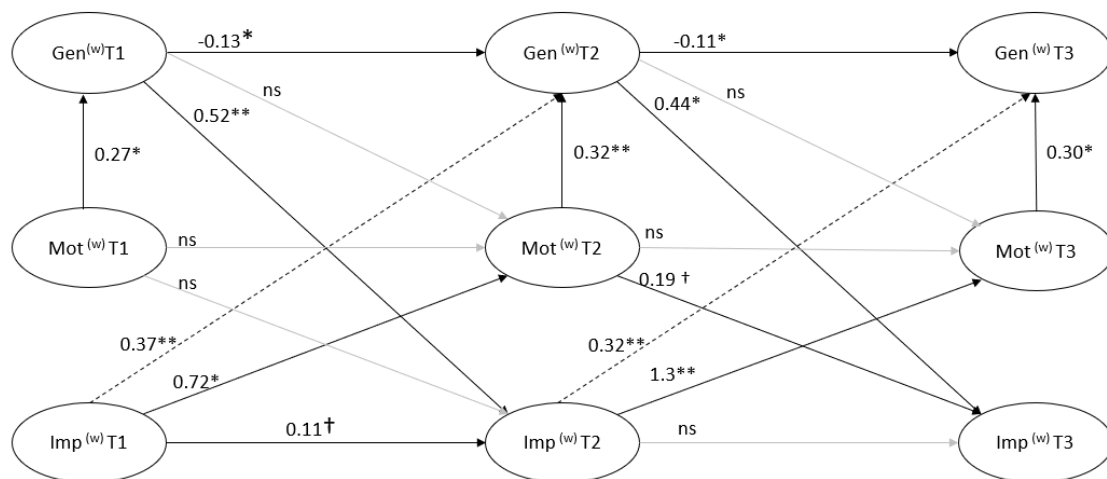 Gen⁽ʷ⁾T1
-0.13*
Gen⁽ʷ⁾T2
-0.11*
Gen⁽ʷ⁾T3
ns
ns
0.52**
0.44*
0.27*
0.32**
0.30*
Mot⁽ʷ⁾T1
ns
Mot⁽ʷ⁾T2
ns
Mot⁽ʷ⁾T3
ns
0.19 †
0.37**
0.32**
0.72*
1.3**
Imp⁽ʷ⁾T1
0.11†
Imp⁽ʷ⁾T2
ns
Imp⁽ʷ⁾T3